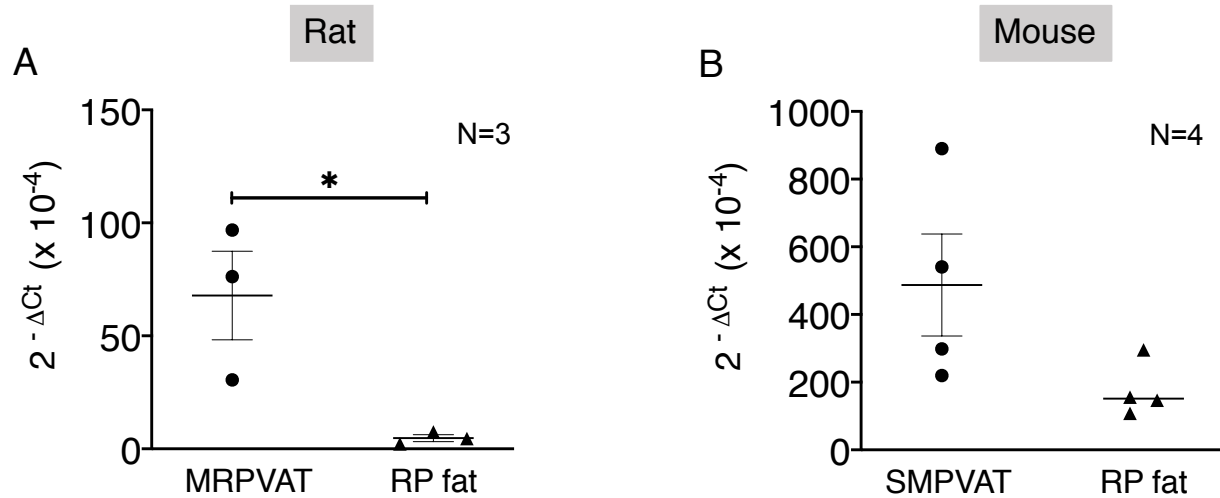 Rat
A
N=3
2 - ΔCt (x 10-4)
150
100
50
0
*
MRPVAT RP fat
Mouse
B
N=4
2 - ΔCt (x 10-4)
1000
800
600
400
200
0
SMPVAT RP fat